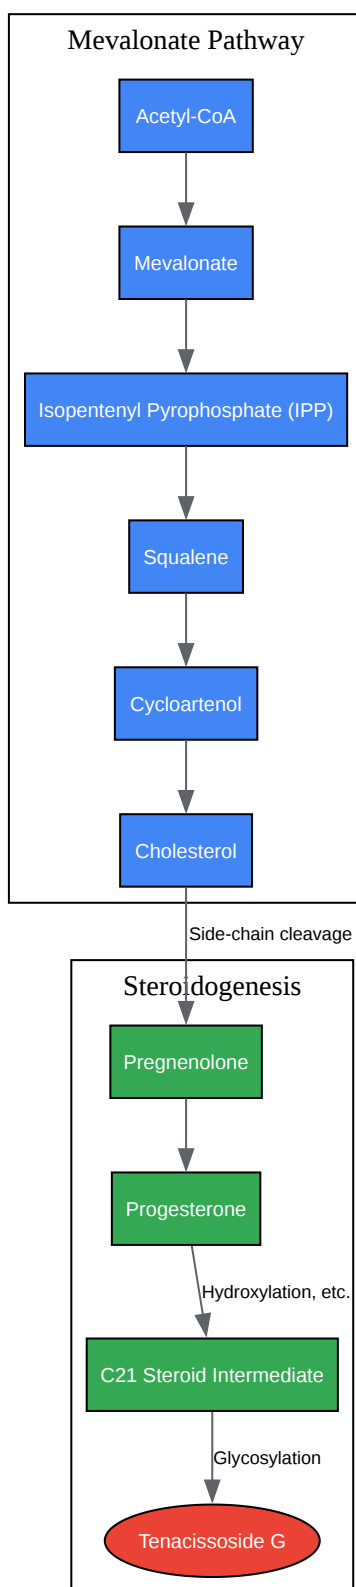 Mevalonate Pathway
Acetyl-CoA
Mevalonate
Isopentenyl Pyrophosphate (IPP)
Squalene
Cycloartenol
Cholesterol
Side-chain cleavage
Steroidogenesis
Pregnenolone
Progesterone
Hydroxylation, etc.
C21 Steroid Intermediate
Glycosylation
Tenacissoside G